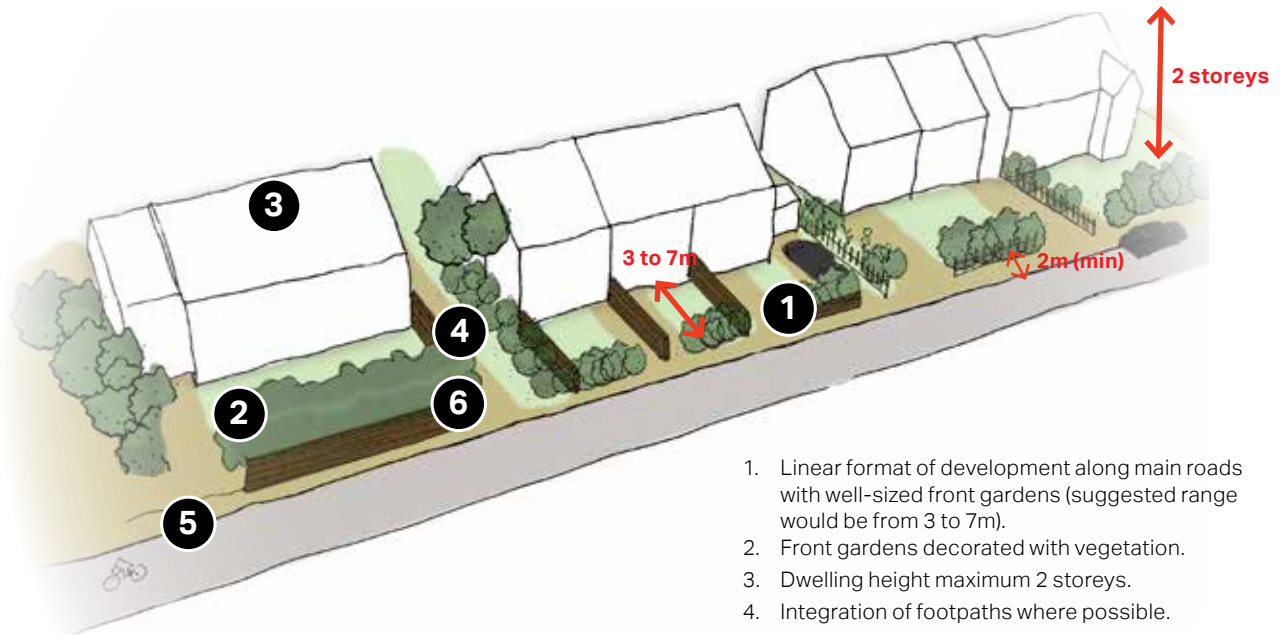 2 storeys
3
3 to 7m
2m (min)
1
4
2
6
5
1. Linear format of development along main roads
with well-sized front gardens (suggested range
would be from 3 to 7m).
2. Front gardens decorated with vegetation.
3. Dwelling height maximum 2 storeys.
4. Integration of footpaths where possible.